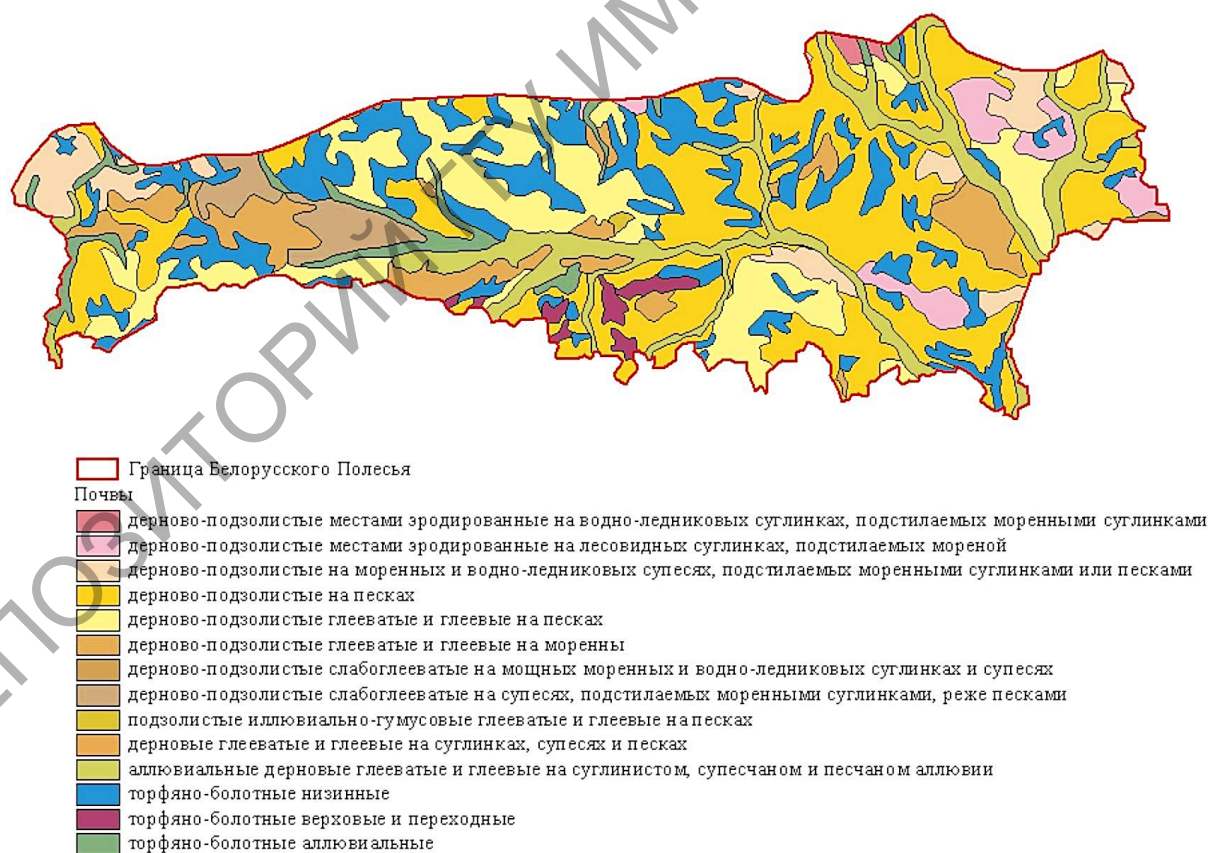 ПОЗИТОРИЙ ГГУ ИМ
Граница Белорусского Полесья
Почвы
дерново-подзолистые местами эродированные на водно-ледниковых суглинках, подстилаемых моренными суглинками
дерново-подзолистые местами эродированные на лесовидных суглинках, подстилаемых мореной
дерново-подзолистые на моренных и водно-ледниковых супесях, подстилаемых моренными суглинками или песками
дерново-подзолистые на песках
дерново-подзолистые глееватые и глеевые на песках
дерново-подзолистые глееватые и глеевые на моренны
дерново-подзолистые слабоглееватые на мощных моренных и водно-ледниковых суглинках и супесях
дерново-подзолистые слабоглееватые на супесях, подстилаемых моренными суглинками, реже песками
подзолистые иллювиально-гумусовые глееватые и глеевые на песках
дерновые глееватые и глеевые на суглинках, супесях и песках
аллювиальные дерновые глееватые и глеевые на суглинистом, супесчаном и песчаном аллювии
торфяно-болотные низинные
торфяно-болотные верховые и переходные
торфяно-болотные аллювиальные